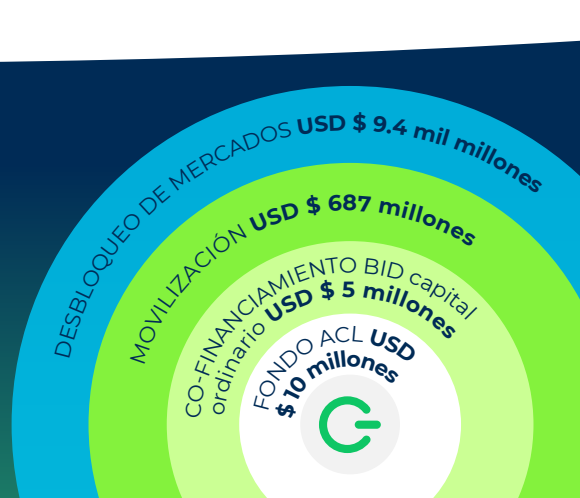 DESBLOQUEO DE MERCADOS USD $ 9.4 mil millones
MOVILIZACIÓN USD $ 687 millones
CO-FINANCIAMIENTO BID capital
ordinario USD $ 5 millones
FONDO ACL USD
$ 10 millones